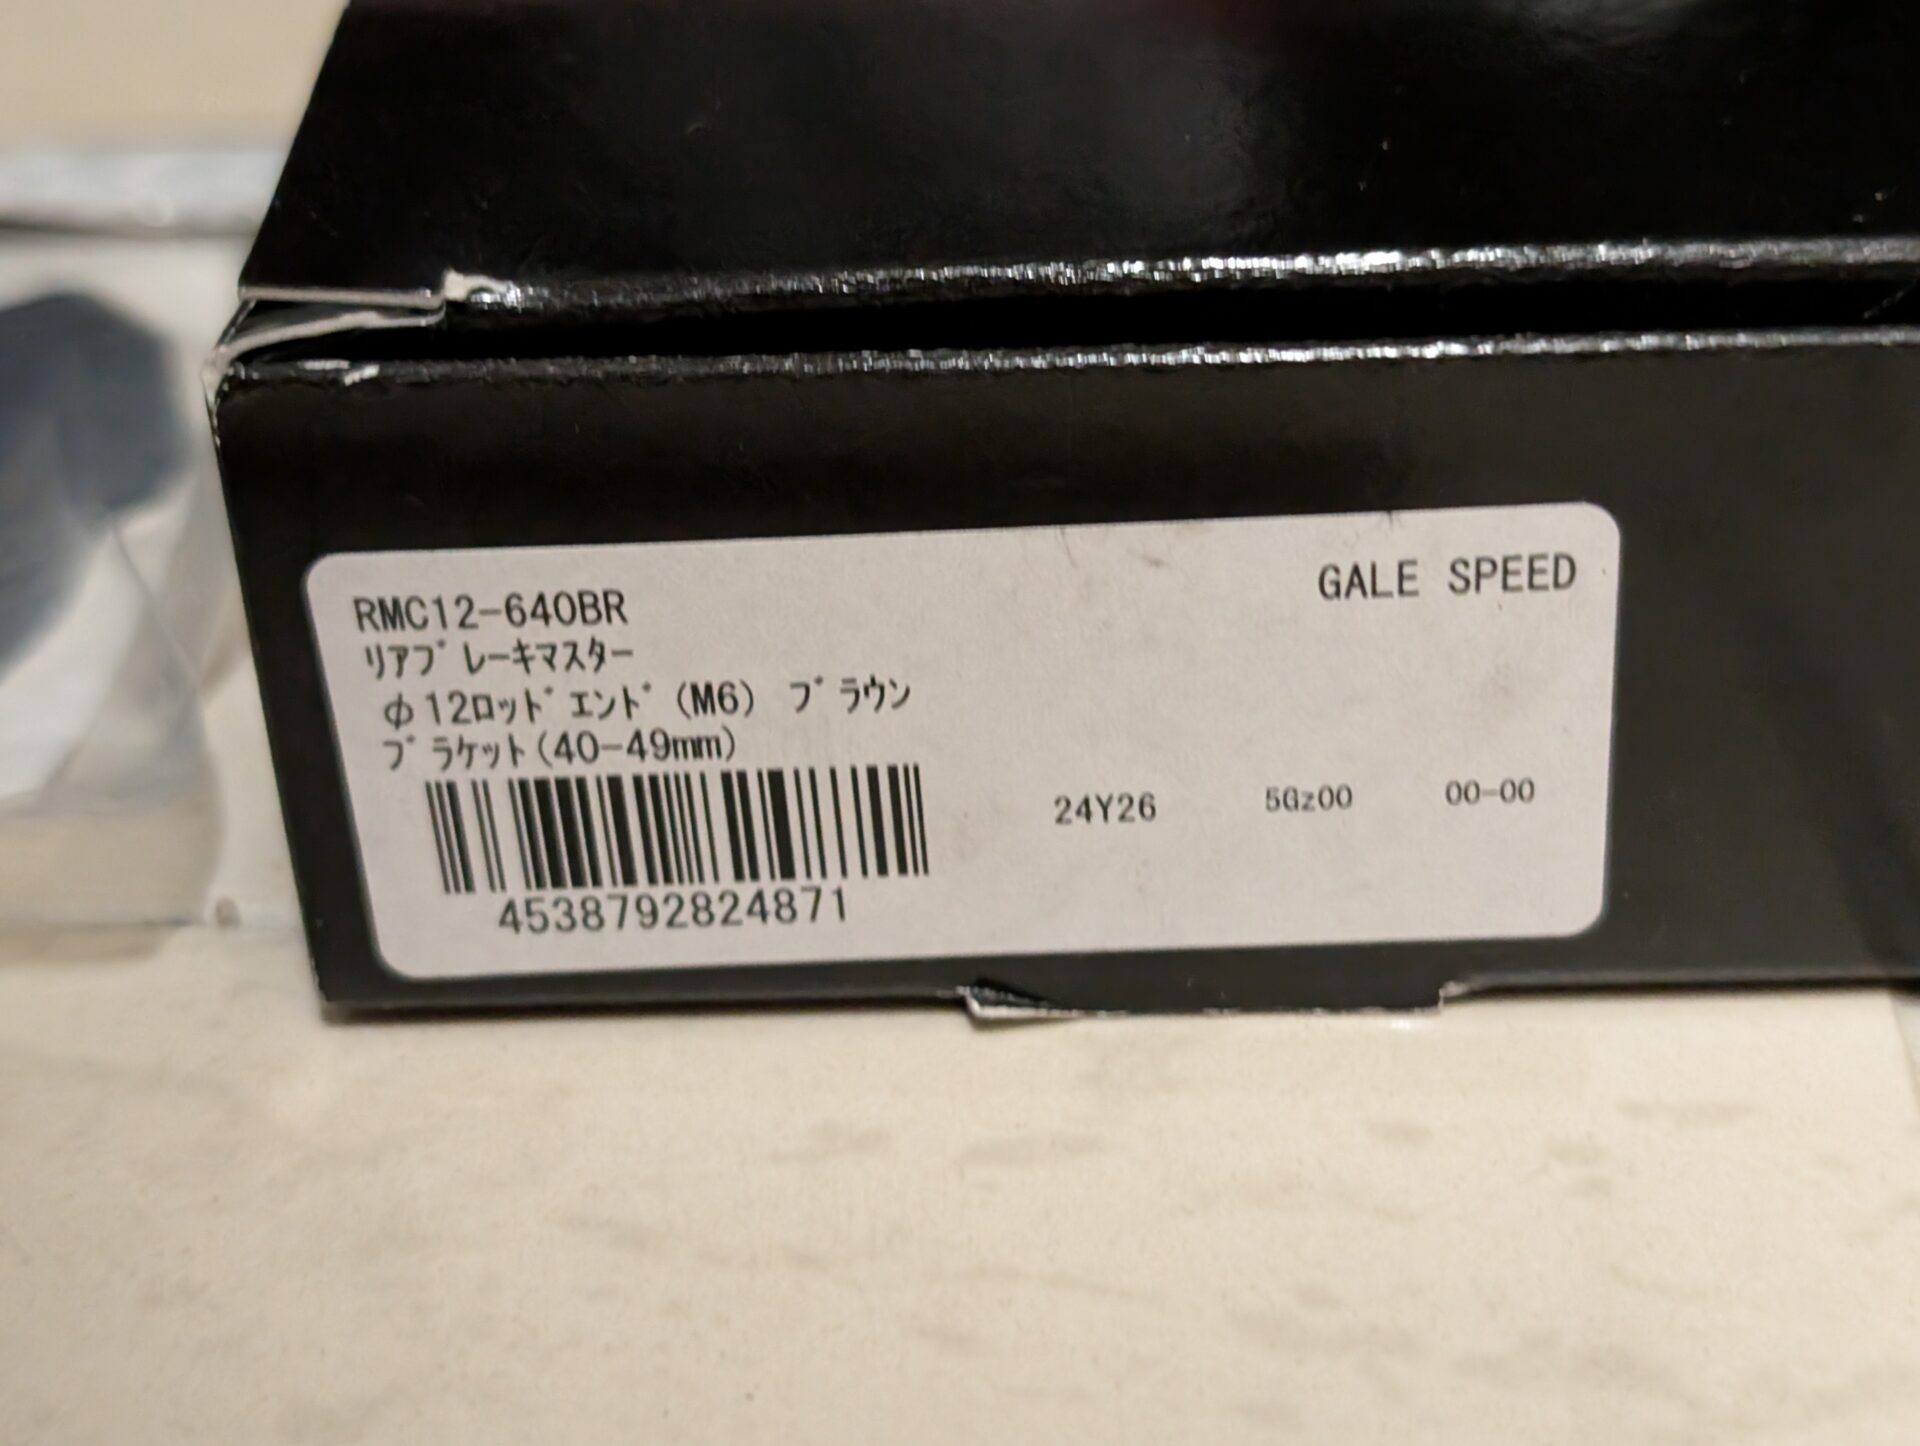 GALE SPEED
RMC12-640BR
ﾘｱﾌﾞﾚｰｷﾏｽﾀｰ
φ12ﾛｯﾄﾞｴﾝﾄﾞ(M6) ﾌﾞﾗｳﾝ
ﾌﾞﾗｹｯﾄ(40-49mm)
24Y26 5Gz00 00-00
4538792824871